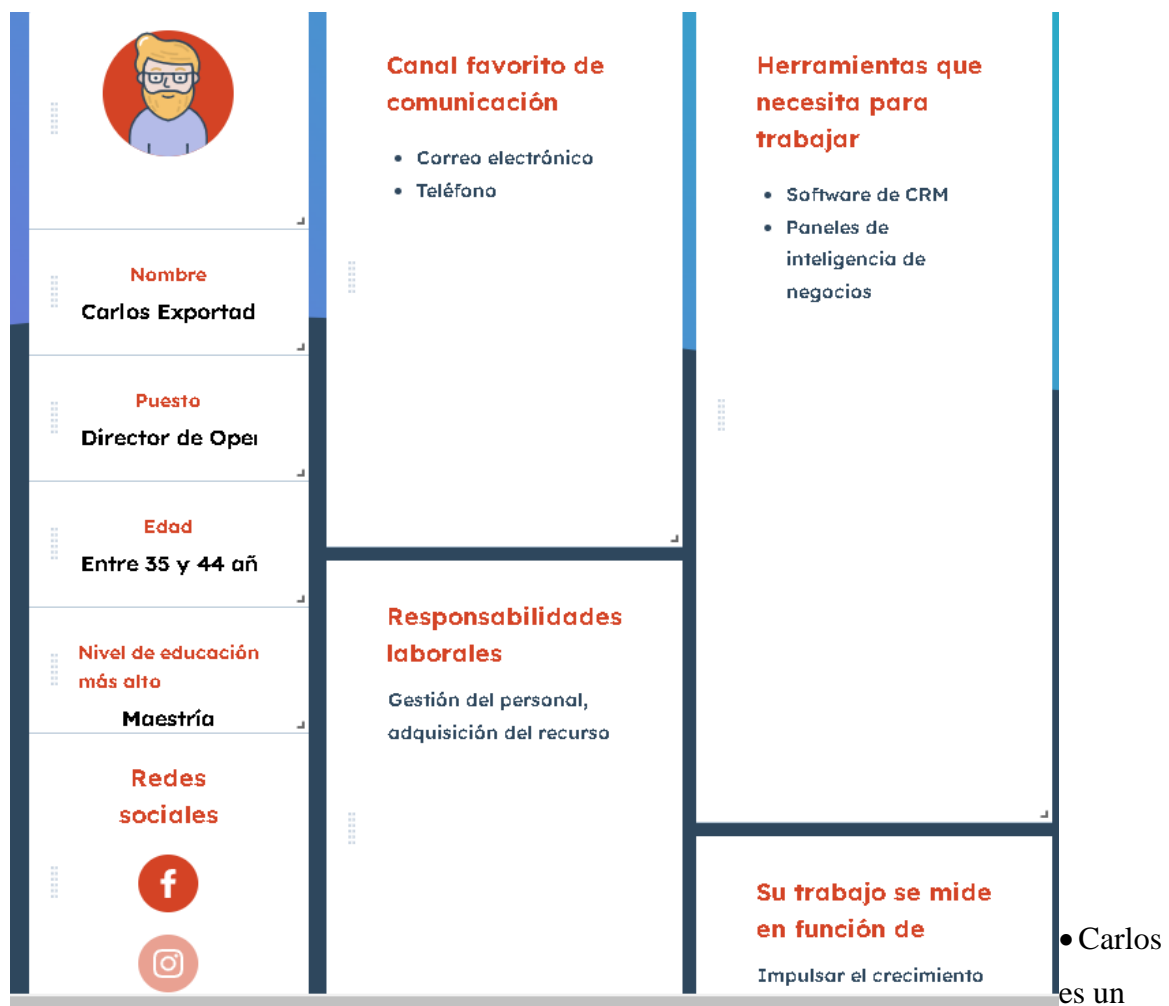 Nombre
Carlos Exportad
Puesto
Director de Oper
Edad
Entre 35 y 44 añ
Nivel de educación
más alto
Maestría
Redes
sociales
Canal favorito de
comunicación
• Correo electrónico
• Teléfono
Responsabilidades
laborales
Gestión del personal,
adquisición del recurso
Herramientas que
necesita para
trabajar
• Software de CRM
• Paneles de
inteligencia de
negocios
Su trabajo se mide
en función de
Impulsar el crecimiento
• Carlos
es un